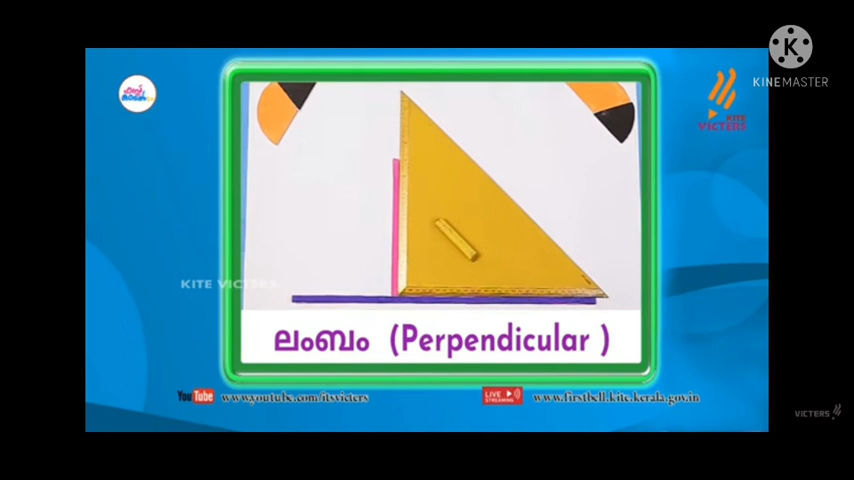 KINEMASTER
KITE
VICTERS
KITE VICTERS
ലംബം (Perpendicular )
YouTube www.youtube.com/itsvicters
LIVE STREAMING www.firstbell.kite.kerala.gov.in
VICTERS